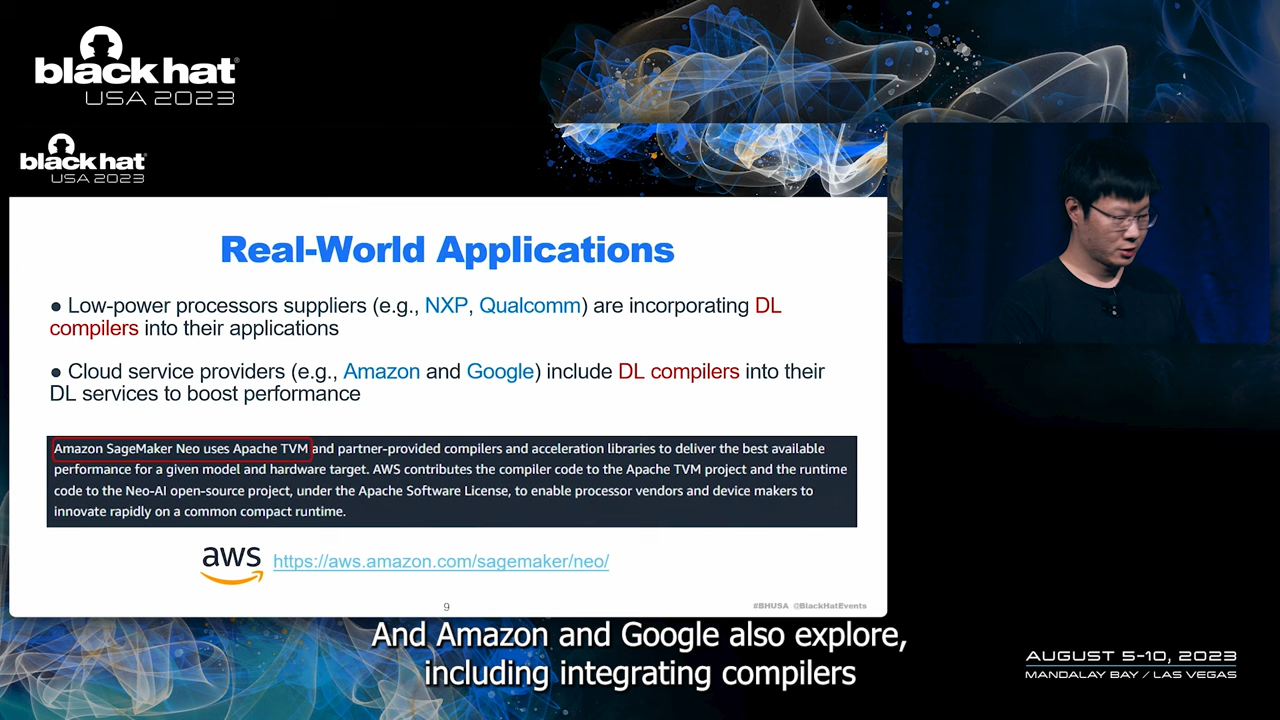 black hat®
USA 2023
black hat®
USA 2023
Real-World Applications
● Low-power processors suppliers (e.g., NXP, Qualcomm) are incorporating DL
compilers into their applications
● Cloud service providers (e.g., Amazon and Google) include DL compilers into their
DL services to boost performance
Amazon SageMaker Neo uses Apache TVM and partner-provided compilers and acceleration libraries to deliver the best available
performance for a given model and hardware target. AWS contributes the compiler code to the Apache TVM project and the runtime
code to the Neo-AI open-source project, under the Apache Software License, to enable processor vendors and device makers to
innovate rapidly on a common compact runtime.
aws https://aws.amazon.com/sagemaker/neo/
9
#BHUSA @BlackHatEvents
And Amazon and Google also explore,
including integrating compilers
AUGUST 5-10, 2023
MANDALAY BAY / LAS VEGAS